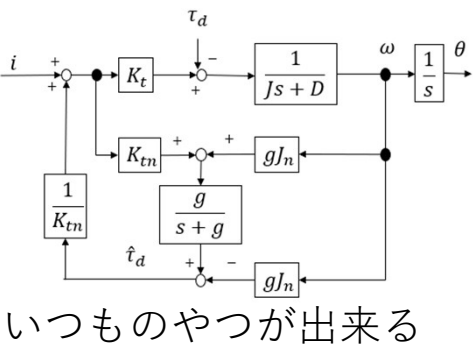 τ_d
i + + K_t − + 1/(Js + D) ω 1/s θ
K_tn + + gJ_n
1/K_tn g/(s + g)
τ̂_d + − gJ_n
いつものやつが出来る